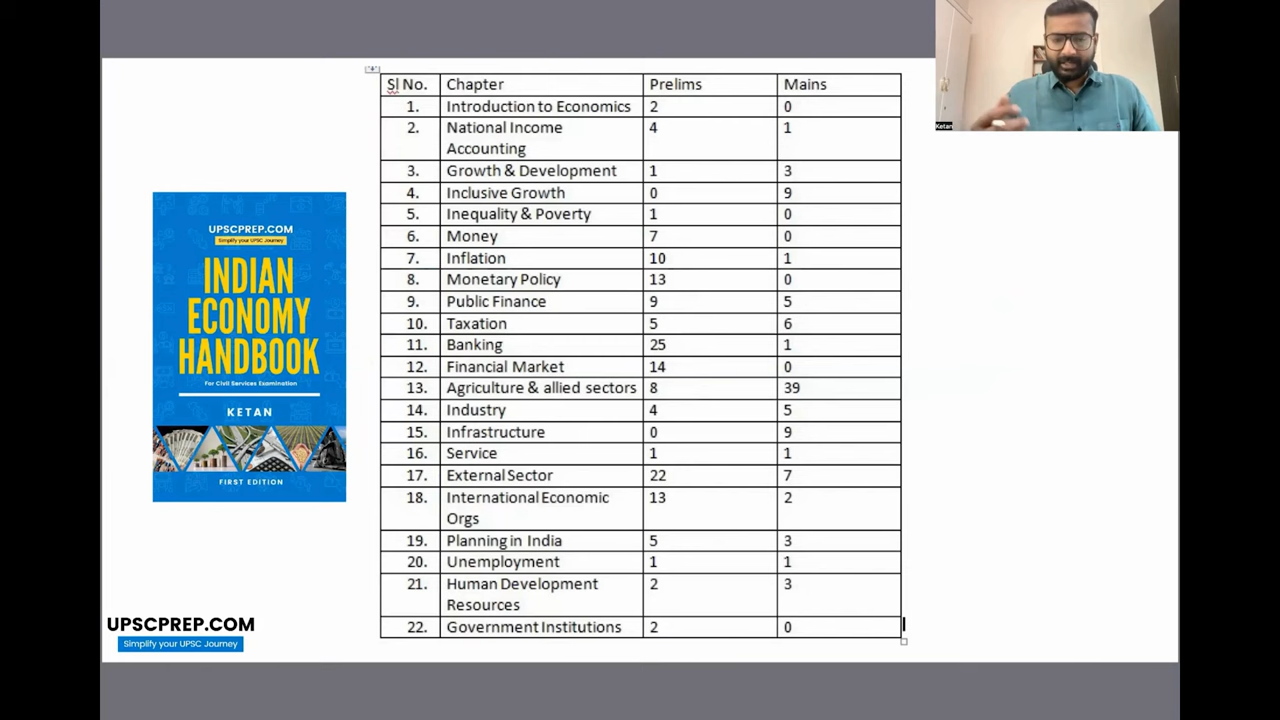 Sl No. Chapter Prelims Mains
1. Introduction to Economics 2 0
2. National Income 4 1
Accounting
3. Growth & Development 1 3
4. Inclusive Growth 0 9
5. Inequality & Poverty 1 0
6. Money 7 0
7. Inflation 10 1
8. Monetary Policy 13 0
9. Public Finance 9 5
10. Taxation 5 6
11. Banking 25 1
12. Financial Market 14 0
13. Agriculture & allied sectors 8 39
14. Industry 4 5
15. Infrastructure 0 9
16. Service 1 1
17. External Sector 22 7
18. International Economic 13 2
Orgs
19. Planning in India 5 3
20. Unemployment 1 1
21. Human Development 2 3
Resources
22. Government Institutions 2 0
UPSCPREP.COM
Simplify your UPSC Journey
INDIAN
ECONOMY
HANDBOOK
For Civil Services Examination
KETAN
FIRST EDITION
UPSCPREP.COM
Simplify your UPSC Journey
Ketan